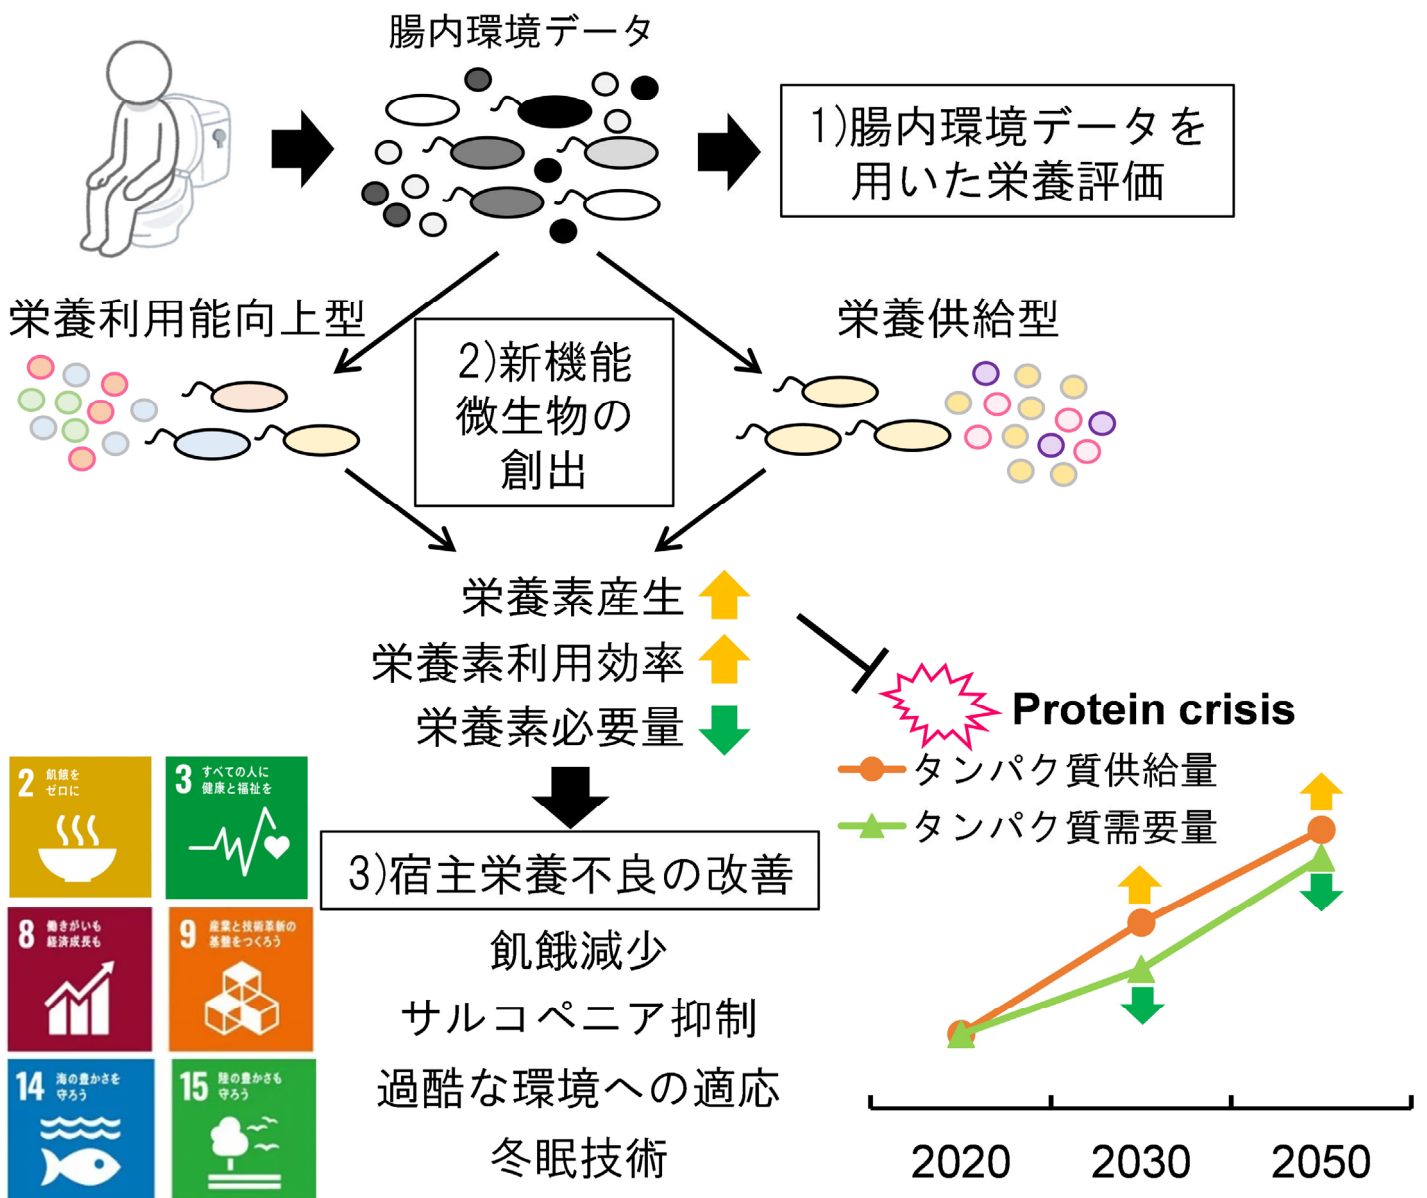 腸内環境データ
1)腸内環境データを
用いた栄養評価
栄養利用能向上型
栄養供給型
2)新機能
微生物の
創出
栄養素産生
栄養素利用効率
栄養素必要量
Protein crisis
タンパク質供給量
タンパク質需要量
2020
2030
2050
3)宿主栄養不良の改善
飢餓減少
サルコペニア抑制
過酷な環境への適応
冬眠技術
2
飢餓を
ゼロに
3
すべての人に
健康と福祉を
8
働きがいも
経済成長も
9
産業と技術革新の
基盤をつくろう
14
海の豊かさを
守ろう
15
陸の豊かさも
守ろう